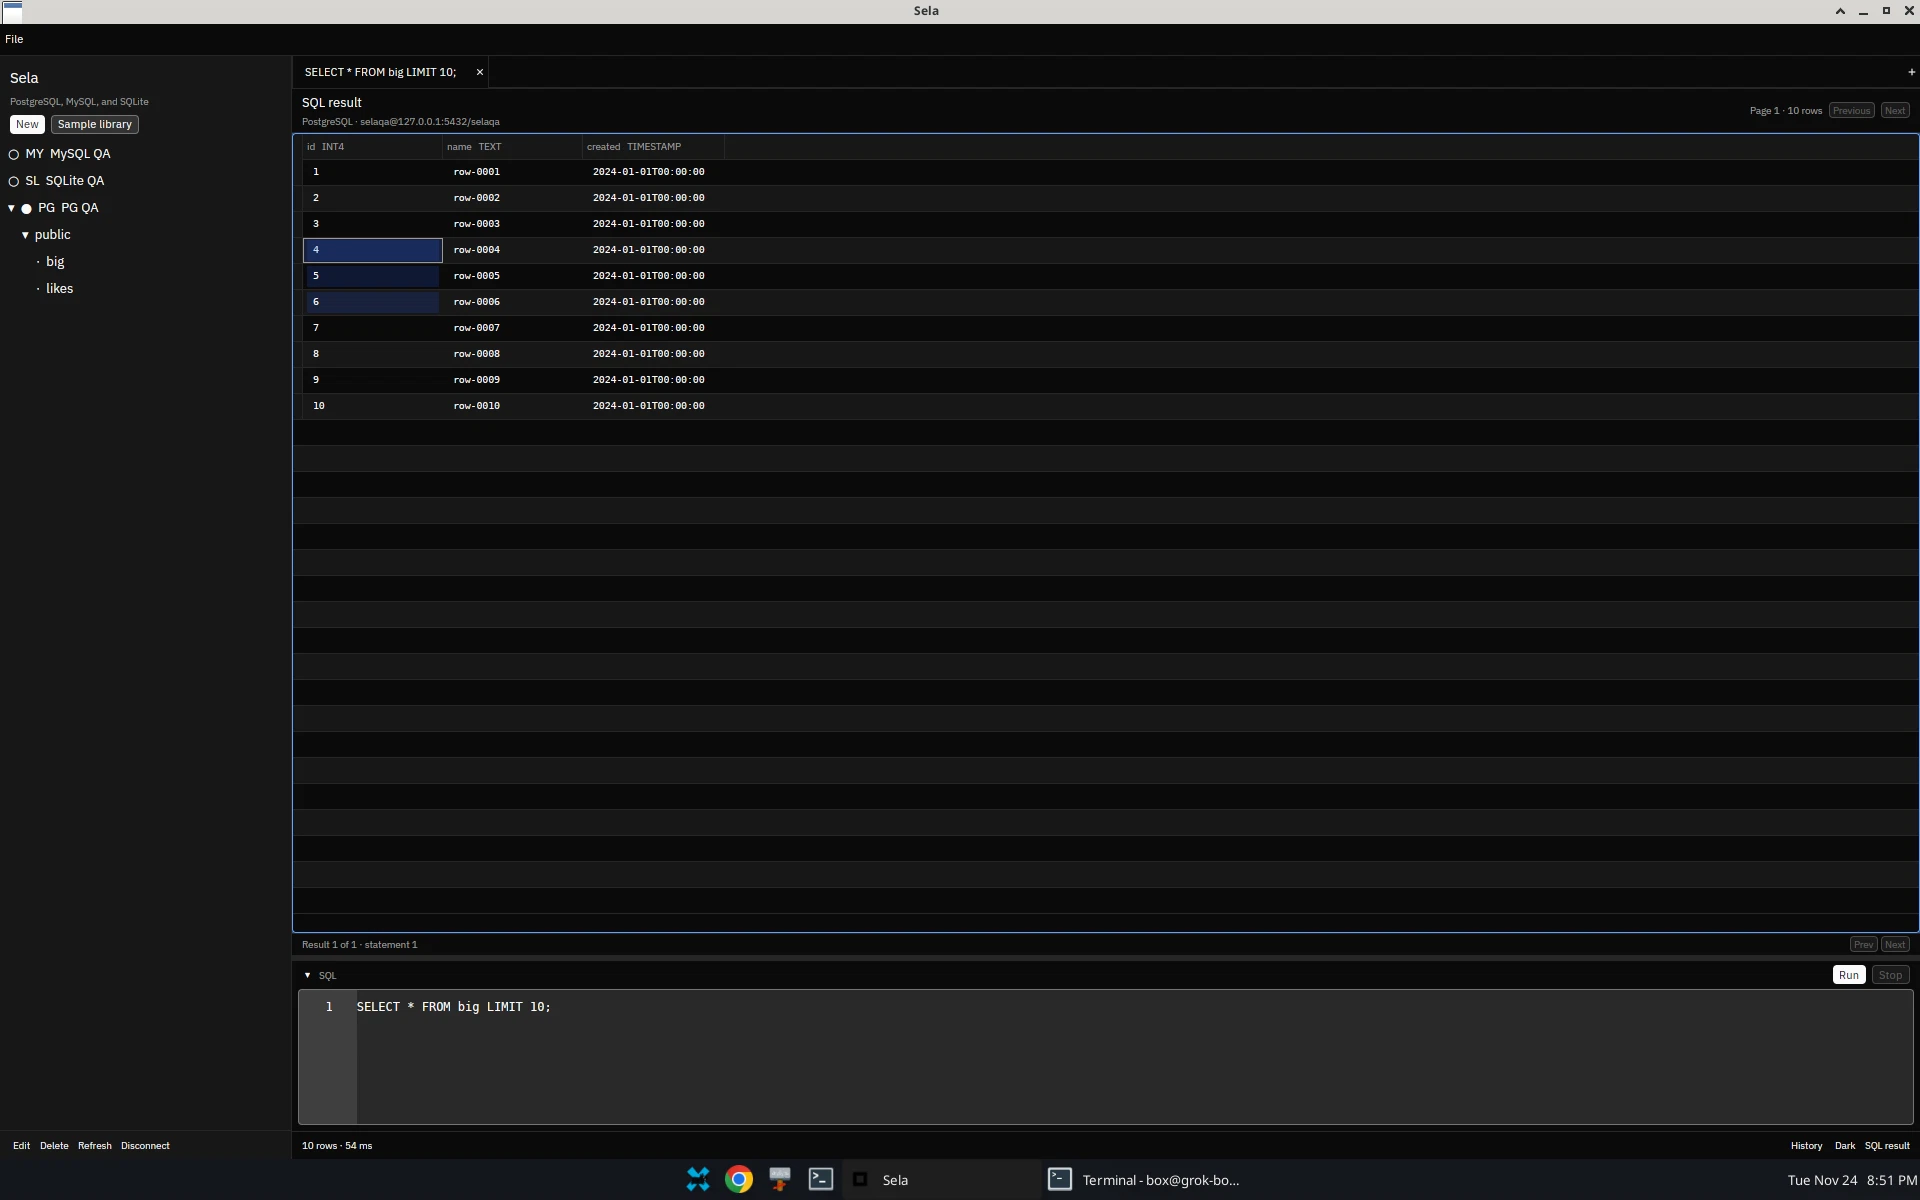 Sela
File
Sela
PostgreSQL, MySQL, and SQLite
New Sample library
MY MySQL QA
SL SQLite QA
PG PG QA
public
big
likes
Edit Delete Refresh Disconnect
SELECT * FROM big LIMIT 10; × +
SQL result
PostgreSQL · selaqa@127.0.0.1:5432/selaqa
Page 1 · 10 rows Previous Next
id INT4 name TEXT created TIMESTAMP
1 row-0001 2024-01-01T00:00:00
2 row-0002 2024-01-01T00:00:00
3 row-0003 2024-01-01T00:00:00
4 row-0004 2024-01-01T00:00:00
5 row-0005 2024-01-01T00:00:00
6 row-0006 2024-01-01T00:00:00
7 row-0007 2024-01-01T00:00:00
8 row-0008 2024-01-01T00:00:00
9 row-0009 2024-01-01T00:00:00
10 row-0010 2024-01-01T00:00:00
Result 1 of 1 · statement 1 Prev Next
SQL Run Stop
1 SELECT * FROM big LIMIT 10;
10 rows · 54 ms History Dark SQL result
Sela Terminal - box@grok-bo... Tue Nov 24 8:51 PM